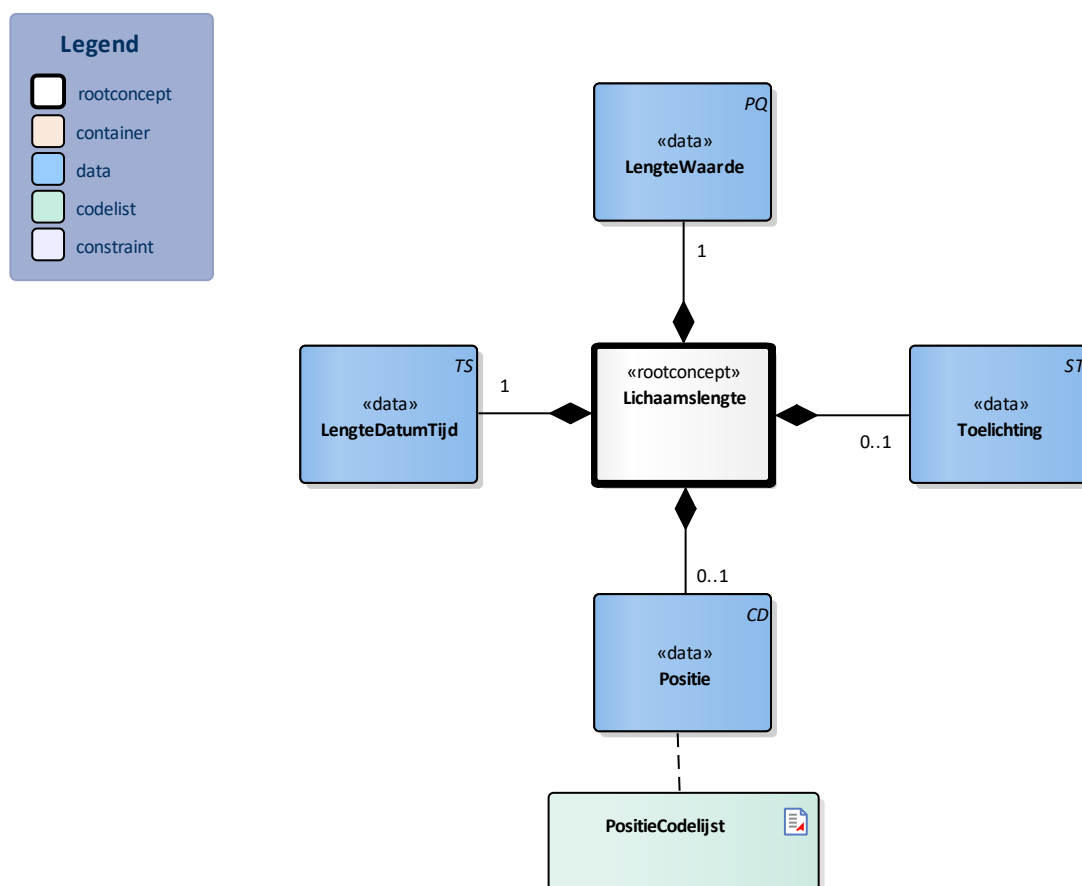 Legend
rootconcept
container
data
codelist
constraint
PQ
«data»
LengteWaarde
1
TS
«data»
LengteDatumTijd
1
«rootconcept»
Lichaamslengte
ST
«data»
Toelichting
0..1
0..1
CD
«data»
Positie
PositieCodelijst